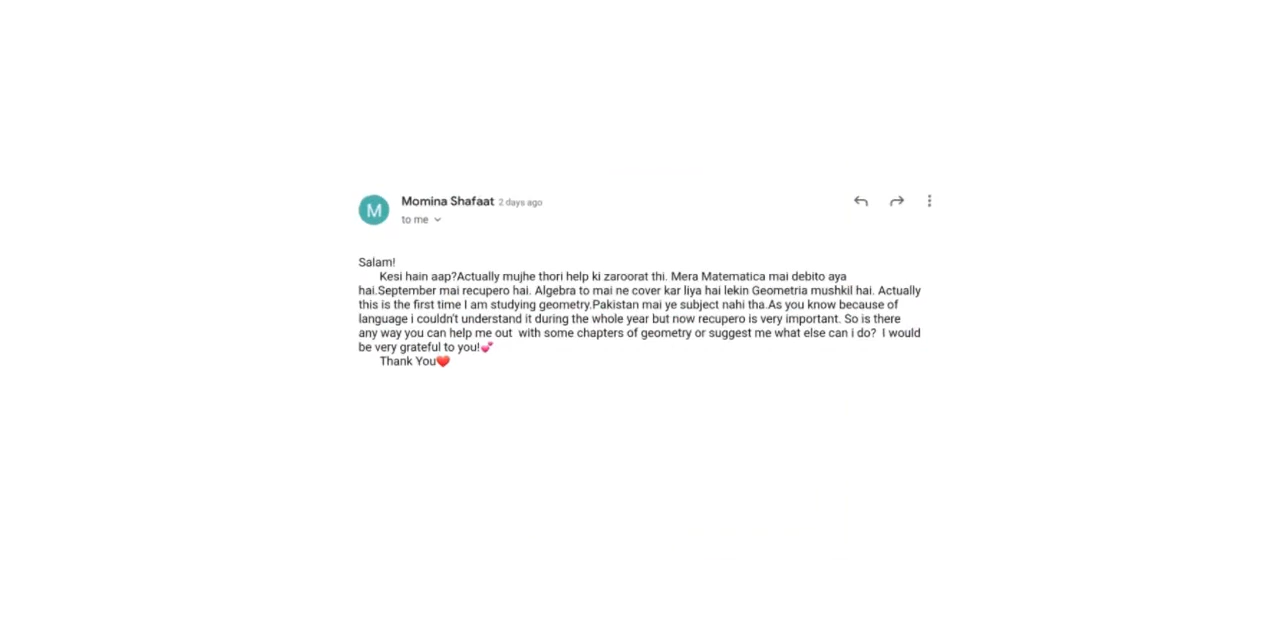 Momina Shafaat 2 days ago
M
to me
Salam!
Kesi hain aap?Actually mujhe thori help ki zaroorat thi. Mera Matematica mai debito aya
hai.September mai recupero hai. Algebra to mai ne cover kar liya hai lekin Geometria mushkil hai. Actually
this is the first time I am studying geometry.Pakistan mai ye subject nahi tha.As you know because of
language i couldn't understand it during the whole year but now recupero is very important. So is there
any way you can help me out  with some chapters of geometry or suggest me what else can i do?  I would
be very grateful to you!💕
Thank You❤️